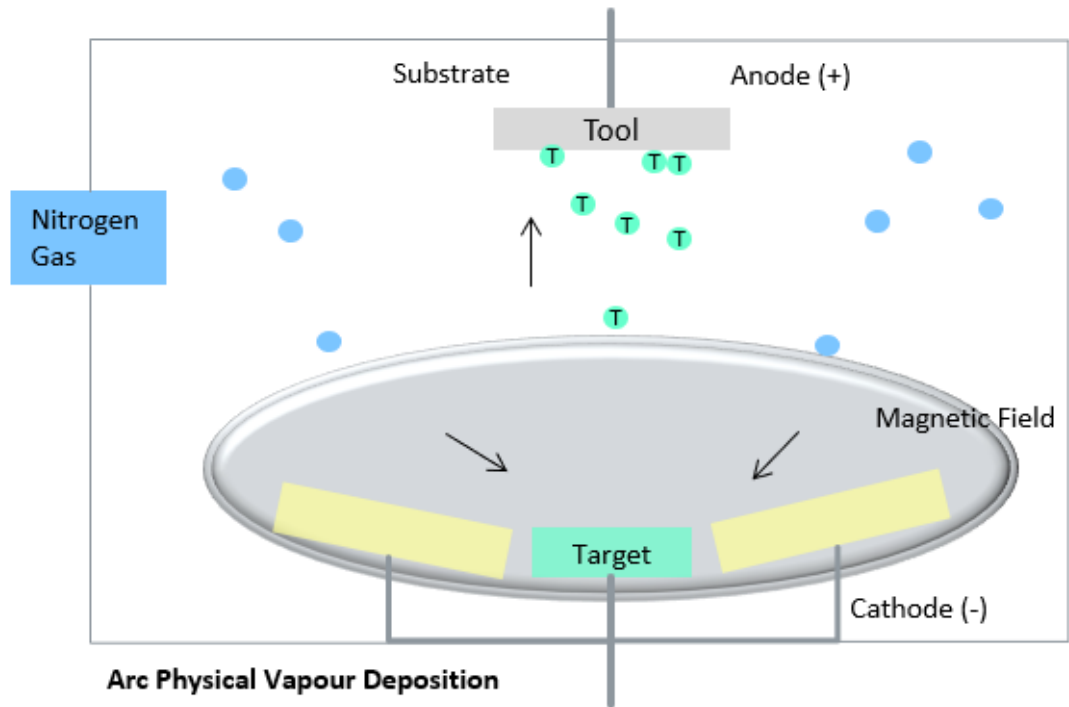 Substrate
Anode (+)
Tool
T
T
T
Nitrogen
Gas
T
T
T
T
Magnetic Field
Target
Cathode (-)
Arc Physical Vapour Deposition